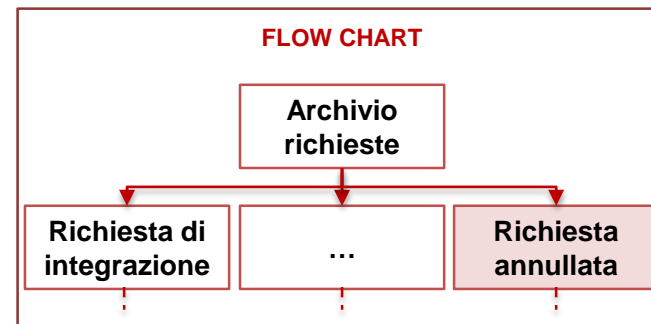 FLOW CHART
Archivio
richieste
Richiesta di
integrazione
...
Richiesta
annullata